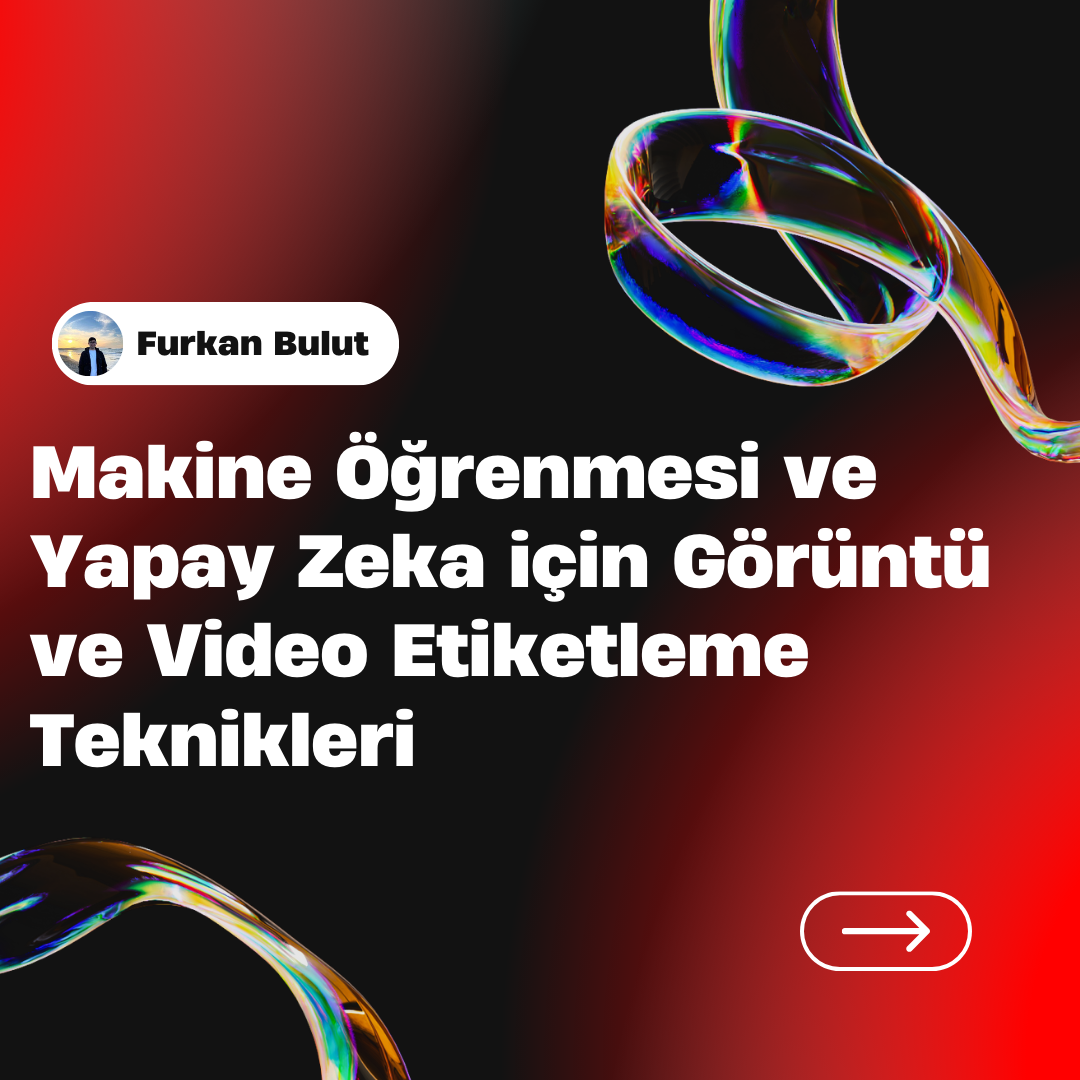 Furkan Bulut
Makine Öğrenmesi ve
Yapay Zeka için Görüntü
ve Video Etiketleme
Teknikleri